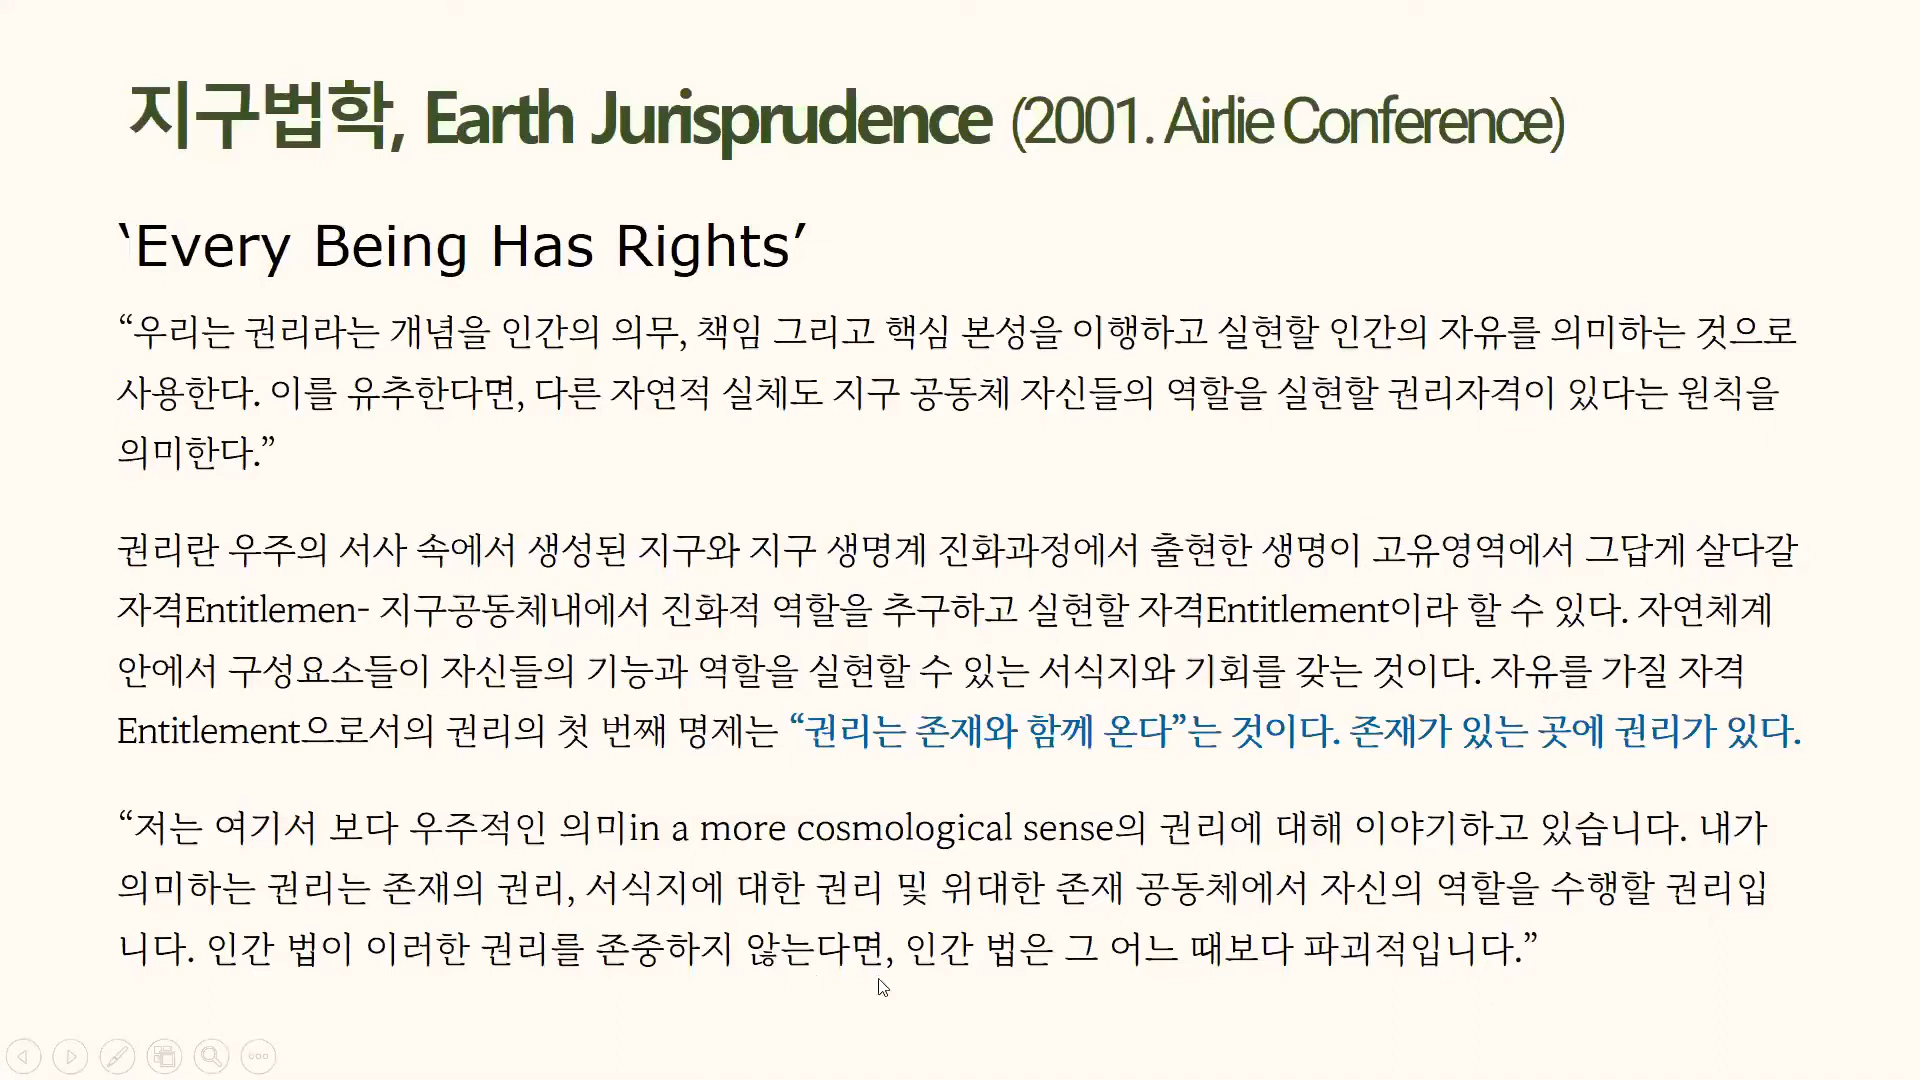 지구법학, Earth Jurisprudence (2001. Airlie Conference)
‘Every Being Has Rights’
“우리는 권리라는 개념을 인간의 의무, 책임 그리고 핵심 본성을 이행하고 실현할 인간의 자유를 의미하는 것으로
사용한다. 이를 유추한다면, 다른 자연적 실체도 지구 공동체 자신들의 역할을 실현할 권리자격이 있다는 원칙을
의미한다.”
권리란 우주의 서사 속에서 생성된 지구와 지구 생명계 진화과정에서 출현한 생명이 고유영역에서 그답게 살다갈
자격Entitlemen- 지구공동체내에서 진화적 역할을 추구하고 실현할 자격Entitlement이라 할 수 있다. 자연체계
안에서 구성요소들이 자신들의 기능과 역할을 실현할 수 있는 서식지와 기회를 갖는 것이다. 자유를 가질 자격
Entitlement으로서의 권리의 첫 번째 명제는 “권리는 존재와 함께 온다”는 것이다. 존재가 있는 곳에 권리가 있다.
“저는 여기서 보다 우주적인 의미in a more cosmological sense의 권리에 대해 이야기하고 있습니다. 내가
의미하는 권리는 존재의 권리, 서식지에 대한 권리 및 위대한 존재 공동체에서 자신의 역할을 수행할 권리입
니다. 인간 법이 이러한 권리를 존중하지 않는다면, 인간 법은 그 어느 때보다 파괴적입니다.”